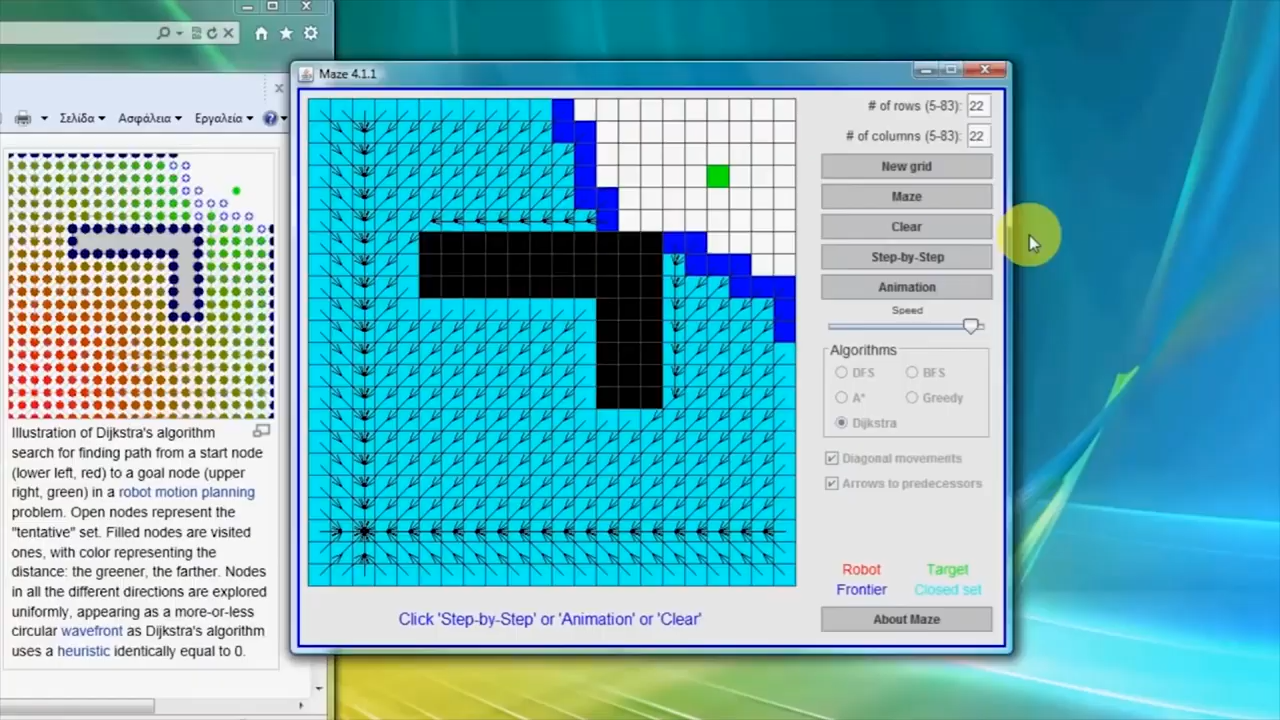 Σελίδα
Ασφάλεια
Εργαλεία
Illustration of Dijkstra's algorithm
search for finding path from a start node
(lower left, red) to a goal node (upper
right, green) in a robot motion planning
problem. Open nodes represent the
"tentative" set. Filled nodes are visited
ones, with color representing the
distance: the greener, the farther. Nodes
in all the different directions are explored
uniformly, appearing as a more-or-less
circular wavefront as Dijkstra's algorithm
uses a heuristic identically equal to 0.
Maze 4.1.1
# of rows (5-83): 22
# of columns (5-83): 22
New grid
Maze
Clear
Step-by-Step
Animation
Speed
Algorithms
DFS BFS
A* Greedy
Dijkstra
Diagonal movements
Arrows to predecessors
Robot Target
Frontier Closed set
About Maze
Click 'Step-by-Step' or 'Animation' or 'Clear'